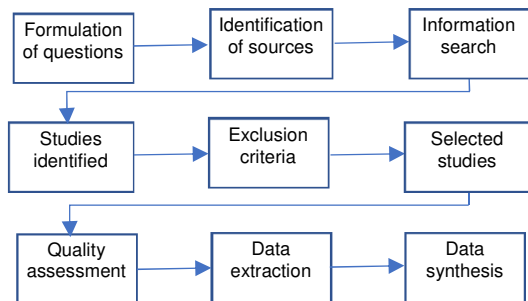 Formulation
of questions
Identification
of sources
Information
search
Studies
identified
Exclusion
criteria
Selected
studies
Quality
assessment
Data
extraction
Data
synthesis